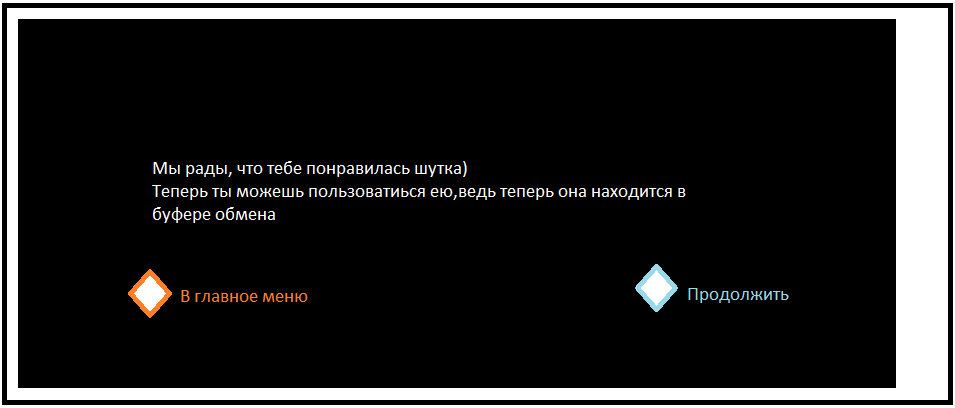 Мы рады, что тебе понравилась шутка)
Теперь ты можешь пользоватиься ею,ведь теперь она находится в
буфере обмена
В главное меню
Продолжить